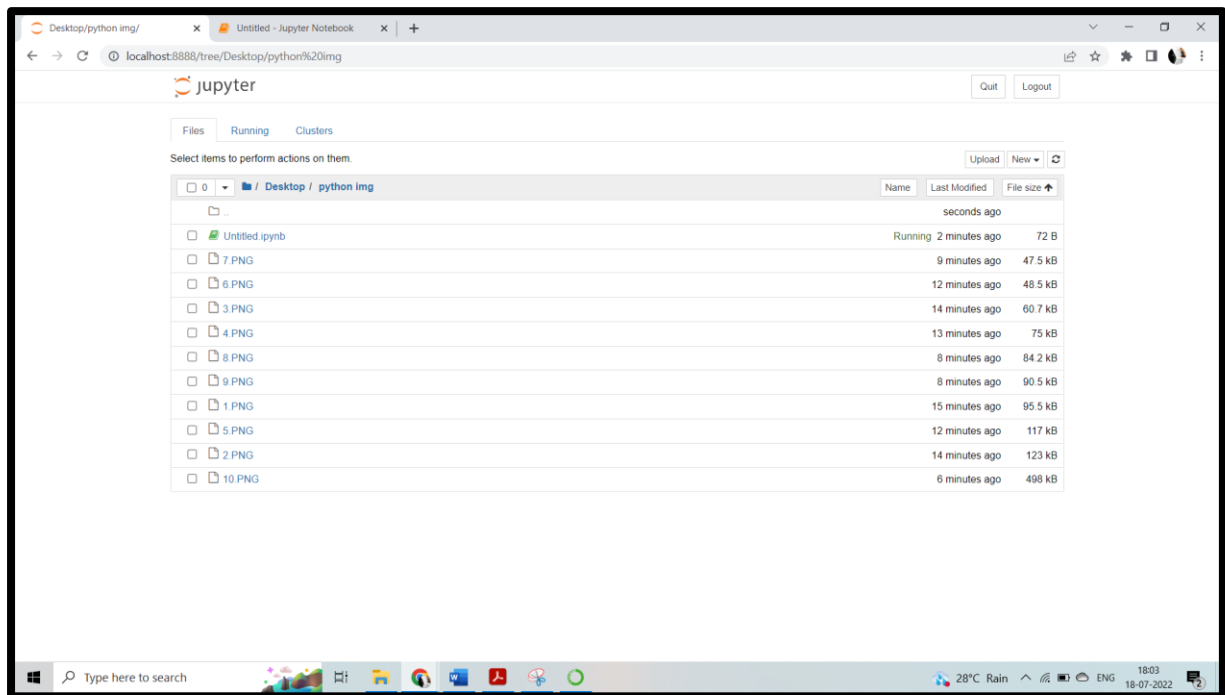 Desktop/python img/ Untitled - Jupyter Notebook
localhost:8888/tree/Desktop/python%20img
jupyter Quit Logout
Files Running Clusters
Select items to perform actions on them. Upload New
0 / Desktop / python img Name Last Modified File size
.. seconds ago
Untitled.ipynb Running 2 minutes ago 72 B
7.PNG 9 minutes ago 47.5 kB
6.PNG 12 minutes ago 48.5 kB
3.PNG 14 minutes ago 60.7 kB
4.PNG 13 minutes ago 75 kB
8.PNG 8 minutes ago 84.2 kB
9.PNG 8 minutes ago 90.5 kB
1.PNG 15 minutes ago 95.5 kB
5.PNG 12 minutes ago 117 kB
2.PNG 14 minutes ago 123 kB
10.PNG 6 minutes ago 498 kB
Type here to search 28°C Rain ENG 18:03
18-07-2022 2